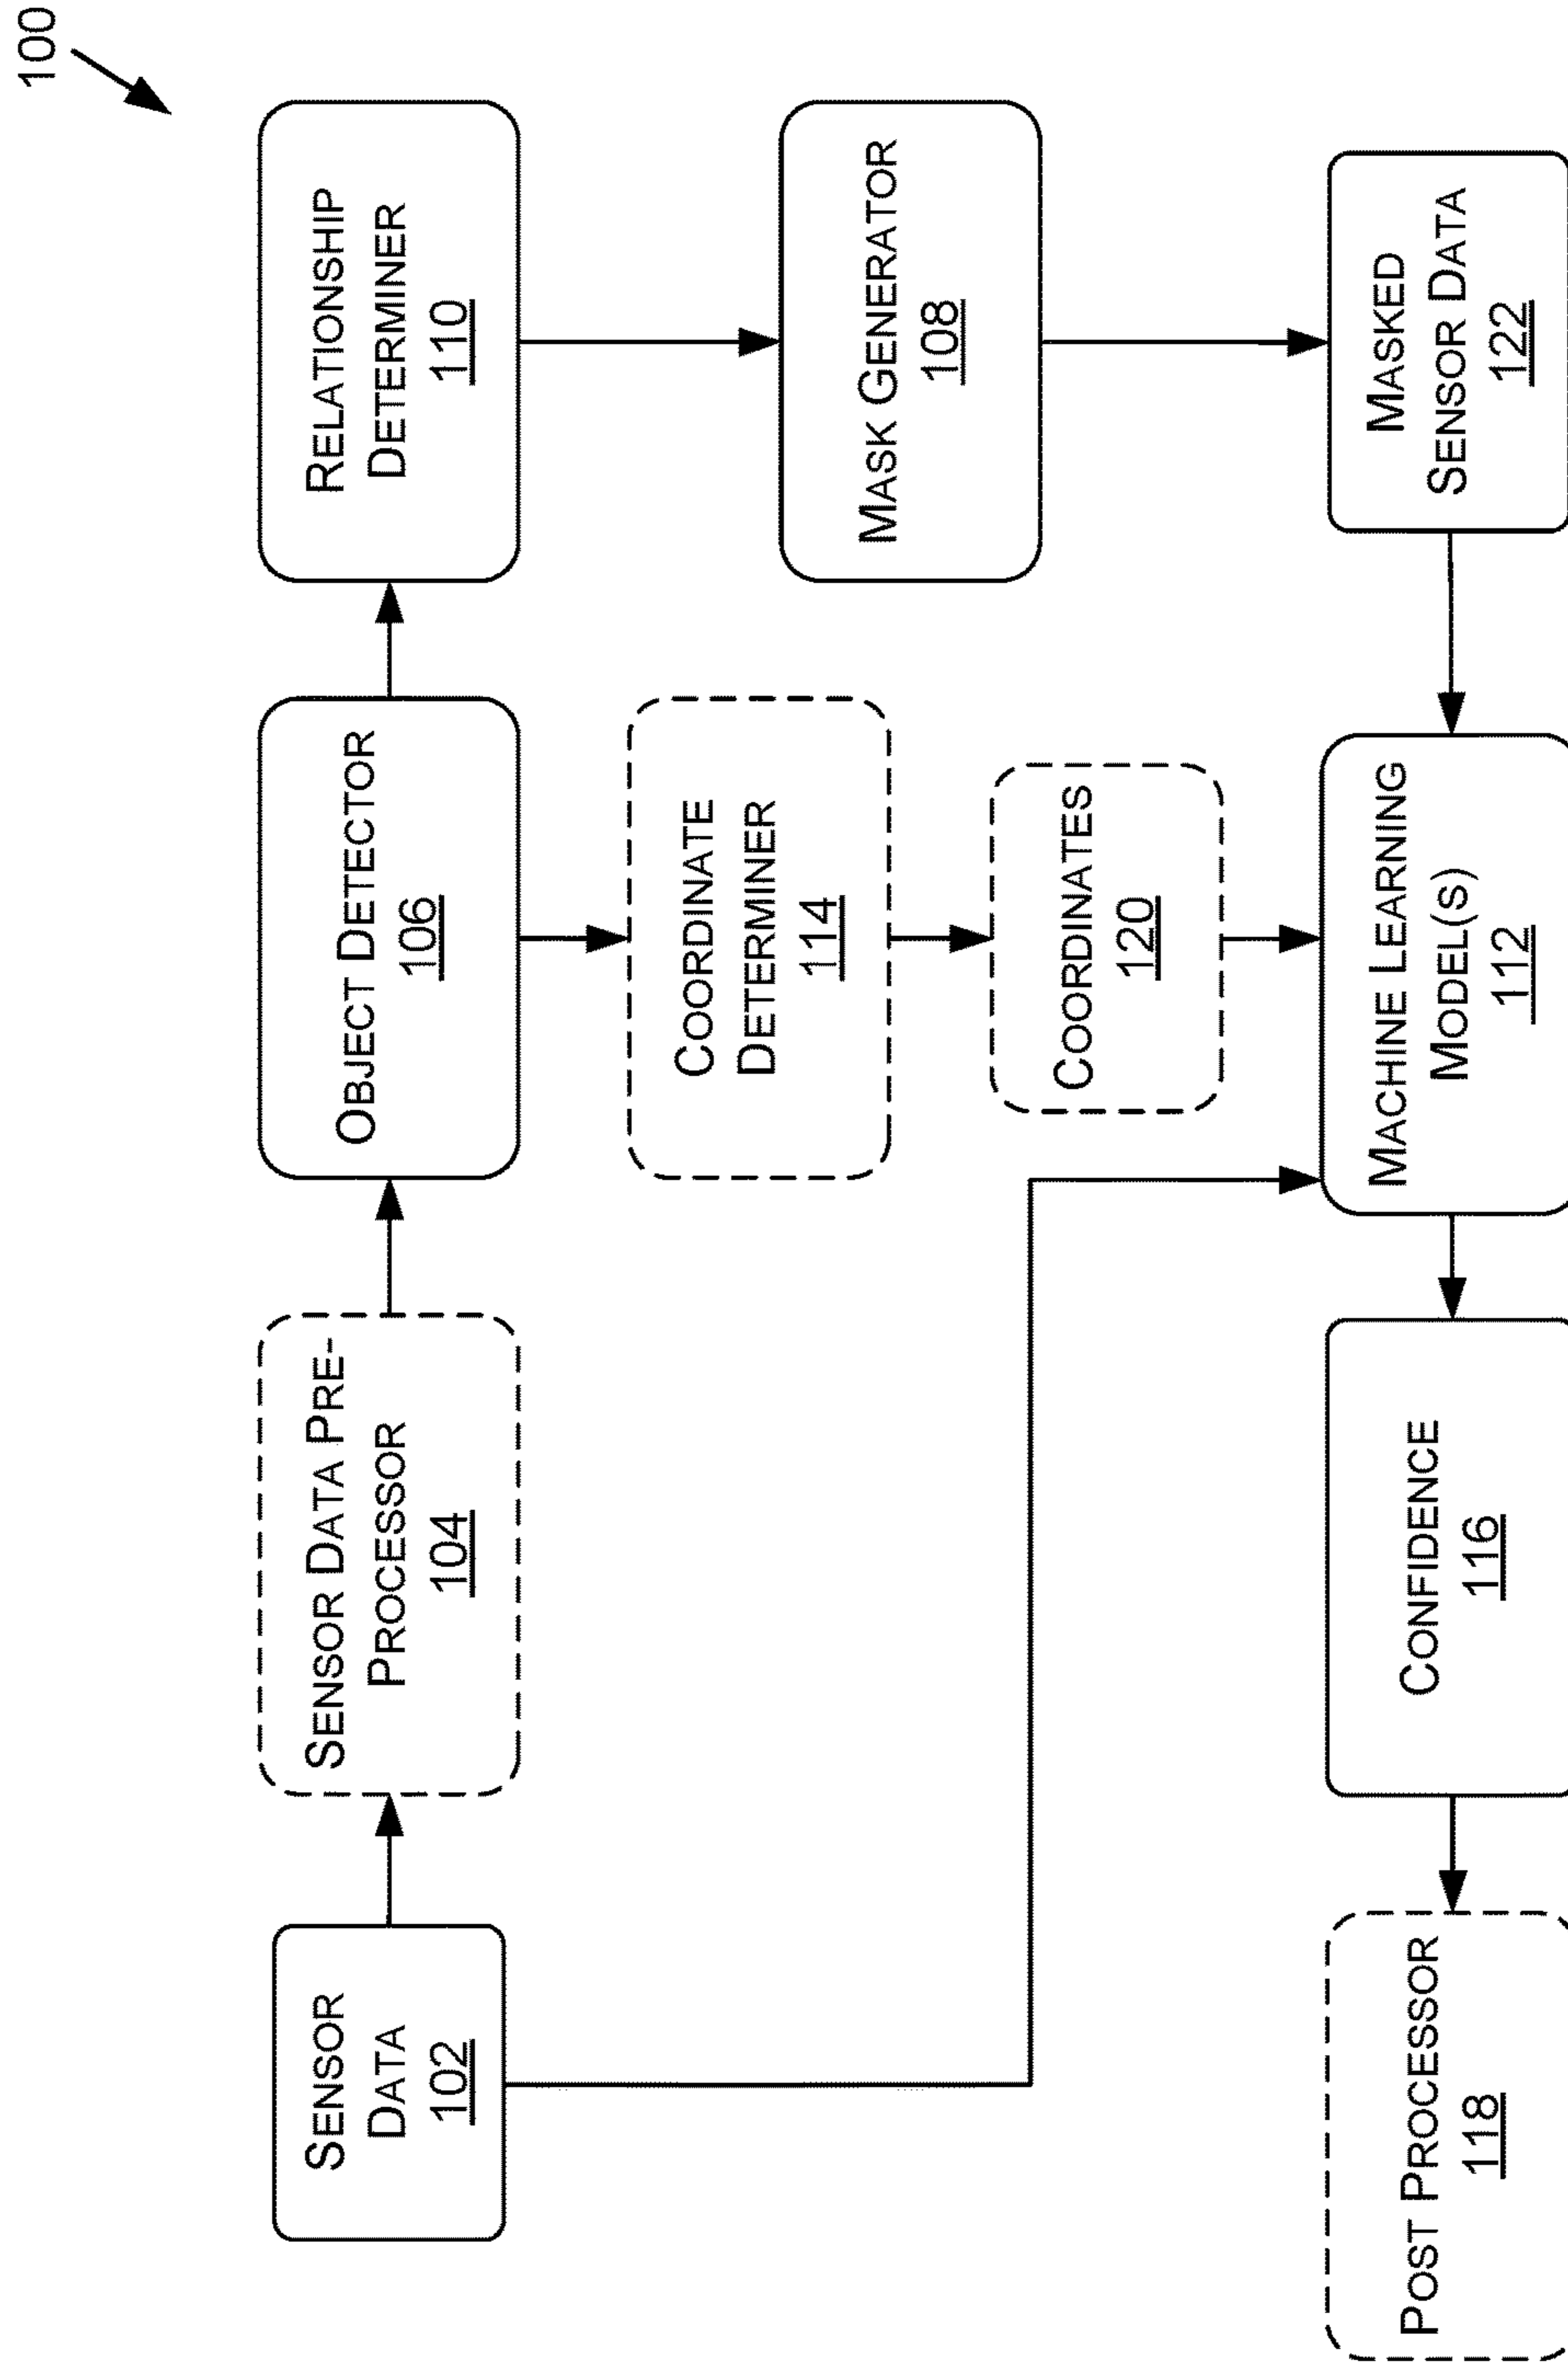 100
SENSOR
DATA
102
SENSOR DATA PRE-
PROCESSOR
104
OBJECT DETECTOR
106
RELATIONSHIP
DETERMINER
110
COORDINATE
DETERMINER
114
MASK GENERATOR
108
COORDINATES
120
POST PROCESSOR
118
CONFIDENCE
116
MACHINE LEARNING
MODEL(S)
112
MASKED
SENSOR DATA
122